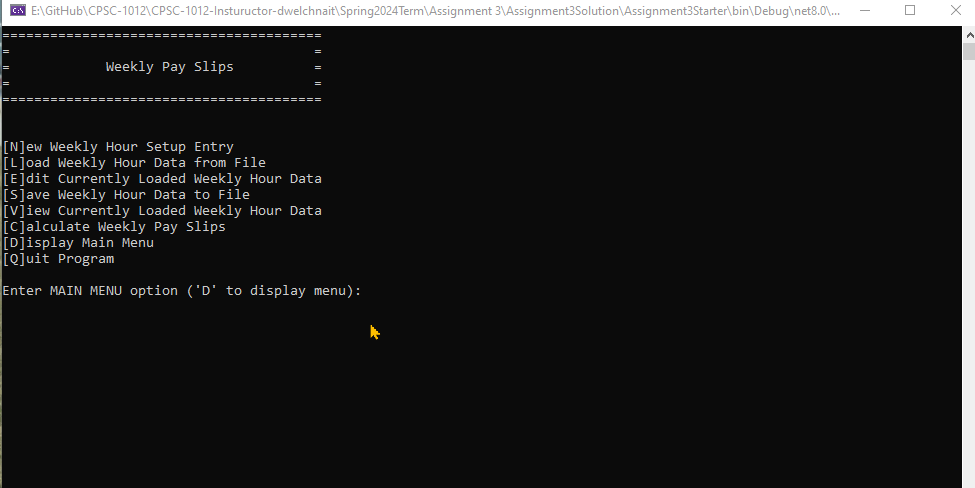 E:\GitHub\CPSC-1012\CPSC-1012-Instuructor-dwelchnait\Spring2024Term\Assignment 3\Assignment3Solution\Assignment3Starter\bin\Debug\net8.0\...
========================================
=                                      =
=            Weekly Pay Slips          =
=                                      =
========================================
[N]ew Weekly Hour Setup Entry
[L]oad Weekly Hour Data from File
[E]dit Currently Loaded Weekly Hour Data
[S]ave Weekly Hour Data to File
[V]iew Currently Loaded Weekly Hour Data
[C]alculate Weekly Pay Slips
[D]isplay Main Menu
[Q]uit Program
Enter MAIN MENU option ('D' to display menu):